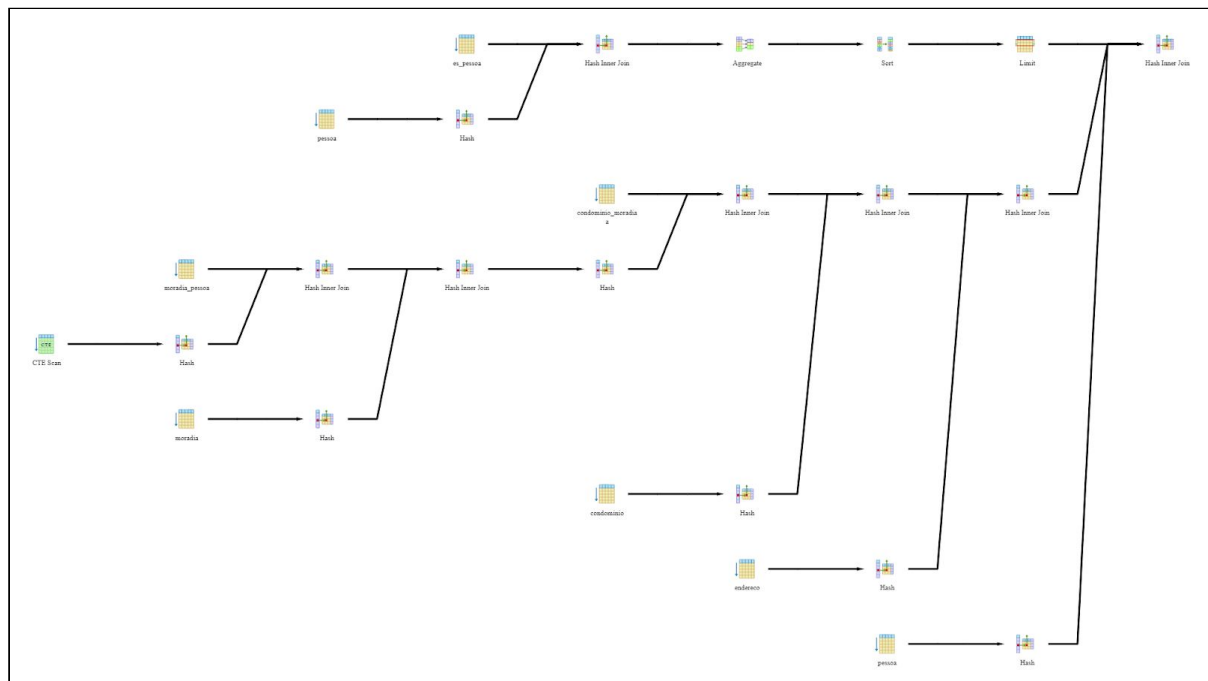 es_pessoa
Hash Inner Join
Aggregate
Sort
Limit
Hash Inner Join
pessoa
Hash
condominio_moradi
a
Hash Inner Join
Hash Inner Join
Hash Inner Join
moradia_pessoa
Hash Inner Join
Hash Inner Join
Hash
CTE
CTE Scan
Hash
moradia
Hash
condominio
Hash
endereco
Hash
pessoa
Hash